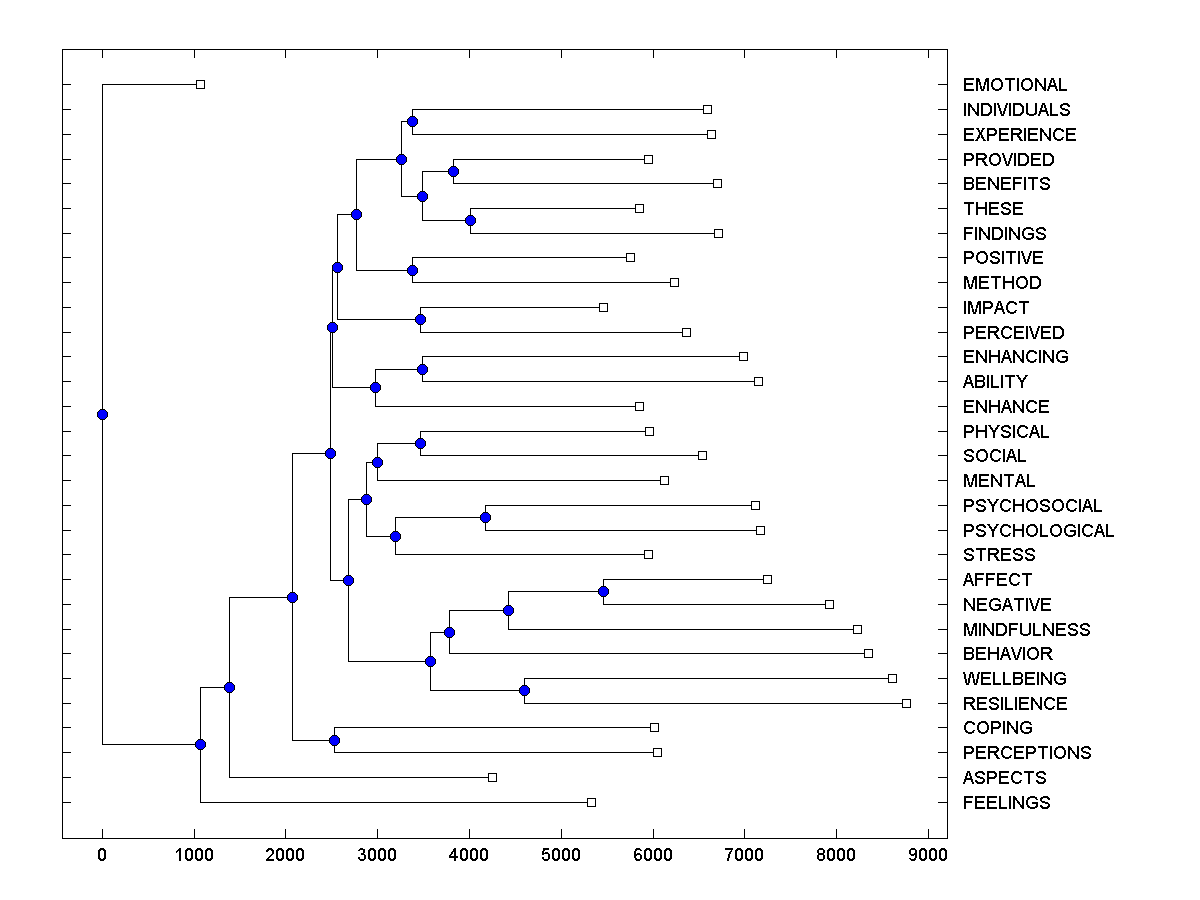 EMOTIONAL
INDIVIDUALS
EXPERIENCE
PROVIDED
BENEFITS
THESE
FINDINGS
POSITIVE
METHOD
IMPACT
PERCEIVED
ENHANCING
ABILITY
ENHANCE
PHYSICAL
SOCIAL
MENTAL
PSYCHOSOCIAL
PSYCHOLOGICAL
STRESS
AFFECT
NEGATIVE
MINDFULNESS
BEHAVIOR
WELLBEING
RESILIENCE
COPING
PERCEPTIONS
ASPECTS
FEELINGS
0 1000 2000 3000 4000 5000 6000 7000 8000 9000